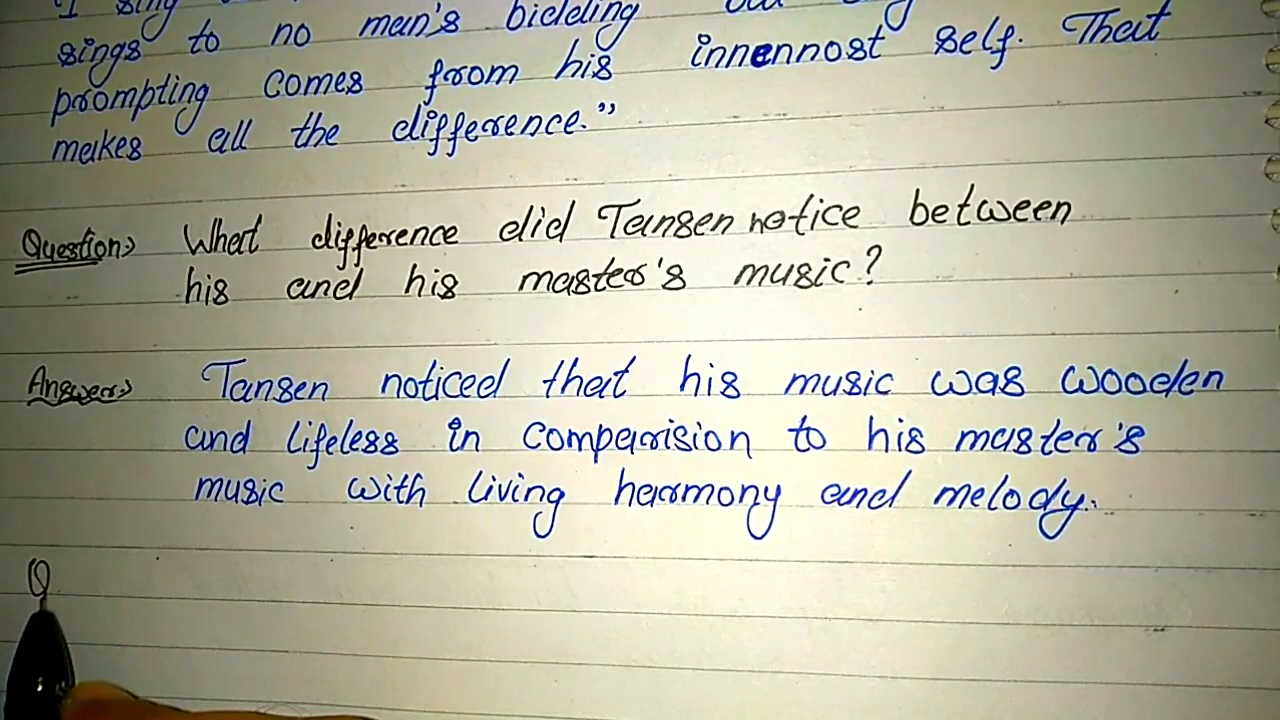 "I sing
sings to no man's bidding
prompting comes from his innennost self. That
makes all the difference."
Question:> What difference did Tansen notice between
his and his master's music?
Answer:> Tansen noticed that his music was wooden
and lifeless in comparision to his master's
music with living harmony and melody.
Q